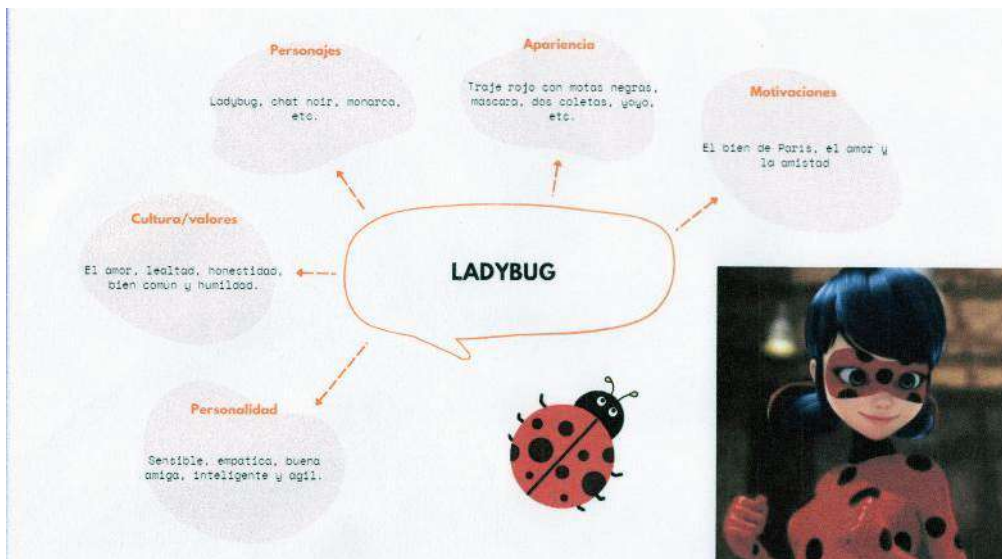 Personajes
Ladybug, chat noir, monarca,
etc.
Apariencia
Traje rojo con motas negras,
mascara, dos coletas, yoyo,
etc.
Motivaciones
El bien de Paris, el amor y
la amistad
Cultura/valores
El amor, lealtad, honestidad,
bien común y humildad.
LADYBUG
Personalidad
Sensible, empatica, buena
amiga, inteligente y agil.